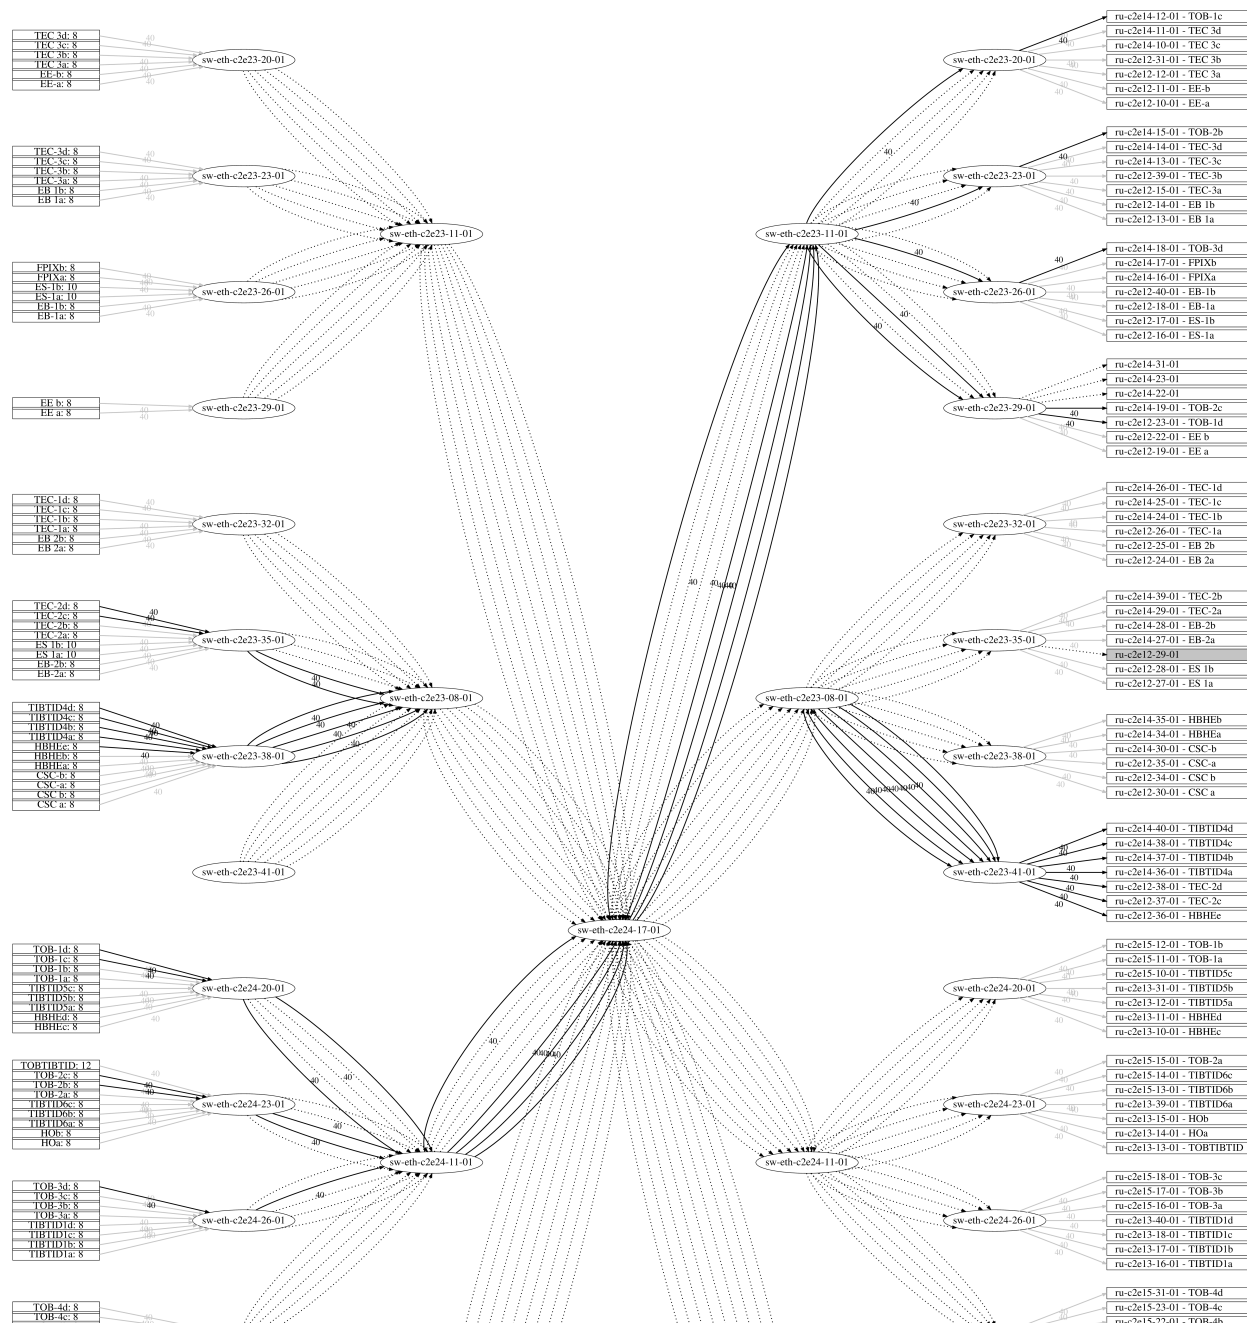 TEC 3d: 8
TEC 3c: 8
TEC 3b: 8
TEC 3a: 8
EE-b: 8
EE-a: 8
sw-eth-c2e23-20-01
TEC-3d: 8
TEC-3c: 8
TEC-3b: 8
TEC-3a: 8
EB 1b: 8
EB 1a: 8
sw-eth-c2e23-23-01
sw-eth-c2e23-11-01
FPIXb: 8
FPIXa: 8
ES-1b: 10
ES-1a: 10
EB-1b: 8
EB-1a: 8
sw-eth-c2e23-26-01
EE b: 8
EE a: 8
sw-eth-c2e23-29-01
TEC-1d: 8
TEC-1c: 8
TEC-1b: 8
TEC-1a: 8
EB 2b: 8
EB 2a: 8
sw-eth-c2e23-32-01
TEC-2d: 8
TEC-2c: 8
TEC-2b: 8
TEC-2a: 8
ES 1b: 10
ES 1a: 10
EB-2b: 8
EB-2a: 8
sw-eth-c2e23-35-01
sw-eth-c2e23-08-01
TIBTID4d: 8
TIBTID4c: 8
TIBTID4b: 8
TIBTID4a: 8
HBHEe: 8
HBHEb: 8
HBHEa: 8
CSC-b: 8
CSC-a: 8
CSC b: 8
CSC a: 8
sw-eth-c2e23-38-01
sw-eth-c2e23-41-01
sw-eth-c2e24-17-01
TOB-1d: 8
TOB-1c: 8
TOB-1b: 8
TOB-1a: 8
TIBTID5c: 8
TIBTID5b: 8
TIBTID5a: 8
HBHEd: 8
HBHEc: 8
sw-eth-c2e24-20-01
TOBTIBTID: 12
TOB-2c: 8
TOB-2b: 8
TOB-2a: 8
TIBTID6c: 8
TIBTID6b: 8
TIBTID6a: 8
HOb: 8
HOa: 8
sw-eth-c2e24-23-01
sw-eth-c2e24-11-01
TOB-3d: 8
TOB-3c: 8
TOB-3b: 8
TOB-3a: 8
TIBTID1d: 8
TIBTID1c: 8
TIBTID1b: 8
TIBTID1a: 8
sw-eth-c2e24-26-01
TOB-4d: 8
TOB-4c: 8
sw-eth-c2e23-20-01
ru-c2e14-12-01 - TOB-1c
ru-c2e14-11-01 - TEC 3d
ru-c2e14-10-01 - TEC 3c
ru-c2e12-31-01 - TEC 3b
ru-c2e12-12-01 - TEC 3a
ru-c2e12-11-01 - EE-b
ru-c2e12-10-01 - EE-a
sw-eth-c2e23-23-01
ru-c2e14-15-01 - TOB-2b
ru-c2e14-14-01 - TEC-3d
ru-c2e14-13-01 - TEC-3c
ru-c2e12-39-01 - TEC-3b
ru-c2e12-15-01 - TEC-3a
ru-c2e12-14-01 - EB 1b
ru-c2e12-13-01 - EB 1a
sw-eth-c2e23-11-01
sw-eth-c2e23-26-01
ru-c2e14-18-01 - TOB-3d
ru-c2e14-17-01 - FPIXb
ru-c2e14-16-01 - FPIXa
ru-c2e12-40-01 - EB-1b
ru-c2e12-18-01 - EB-1a
ru-c2e12-17-01 - ES-1b
ru-c2e12-16-01 - ES-1a
sw-eth-c2e23-29-01
ru-c2e14-31-01
ru-c2e14-23-01
ru-c2e14-22-01
ru-c2e14-19-01 - TOB-2c
ru-c2e12-23-01 - TOB-1d
ru-c2e12-22-01 - EE b
ru-c2e12-19-01 - EE a
sw-eth-c2e23-32-01
ru-c2e14-26-01 - TEC-1d
ru-c2e14-25-01 - TEC-1c
ru-c2e14-24-01 - TEC-1b
ru-c2e12-26-01 - TEC-1a
ru-c2e12-25-01 - EB 2b
ru-c2e12-24-01 - EB 2a
sw-eth-c2e23-35-01
ru-c2e14-39-01 - TEC-2b
ru-c2e14-29-01 - TEC-2a
ru-c2e14-28-01 - EB-2b
ru-c2e14-27-01 - EB-2a
ru-c2e12-29-01
ru-c2e12-28-01 - ES 1b
ru-c2e12-27-01 - ES 1a
sw-eth-c2e23-08-01
sw-eth-c2e23-38-01
ru-c2e14-35-01 - HBHEb
ru-c2e14-34-01 - HBHEa
ru-c2e14-30-01 - CSC-b
ru-c2e12-35-01 - CSC-a
ru-c2e12-34-01 - CSC b
ru-c2e12-30-01 - CSC a
sw-eth-c2e23-41-01
ru-c2e14-40-01 - TIBTID4d
ru-c2e14-38-01 - TIBTID4c
ru-c2e14-37-01 - TIBTID4b
ru-c2e14-36-01 - TIBTID4a
ru-c2e12-38-01 - TEC-2d
ru-c2e12-37-01 - TEC-2c
ru-c2e12-36-01 - HBHEe
sw-eth-c2e24-20-01
ru-c2e15-12-01 - TOB-1b
ru-c2e15-11-01 - TOB-1a
ru-c2e15-10-01 - TIBTID5c
ru-c2e13-31-01 - TIBTID5b
ru-c2e13-12-01 - TIBTID5a
ru-c2e13-11-01 - HBHEd
ru-c2e13-10-01 - HBHEc
sw-eth-c2e24-23-01
ru-c2e15-15-01 - TOB-2a
ru-c2e15-14-01 - TIBTID6c
ru-c2e15-13-01 - TIBTID6b
ru-c2e13-39-01 - TIBTID6a
ru-c2e13-15-01 - HOb
ru-c2e13-14-01 - HOa
ru-c2e13-13-01 - TOBTIBTID
sw-eth-c2e24-11-01
sw-eth-c2e24-26-01
ru-c2e15-18-01 - TOB-3c
ru-c2e15-17-01 - TOB-3b
ru-c2e15-16-01 - TOB-3a
ru-c2e13-40-01 - TIBTID1d
ru-c2e13-18-01 - TIBTID1c
ru-c2e13-17-01 - TIBTID1b
ru-c2e13-16-01 - TIBTID1a
ru-c2e15-31-01 - TOB-4d
ru-c2e15-23-01 - TOB-4c
ru-c2e15-22-01 - TOB-4b